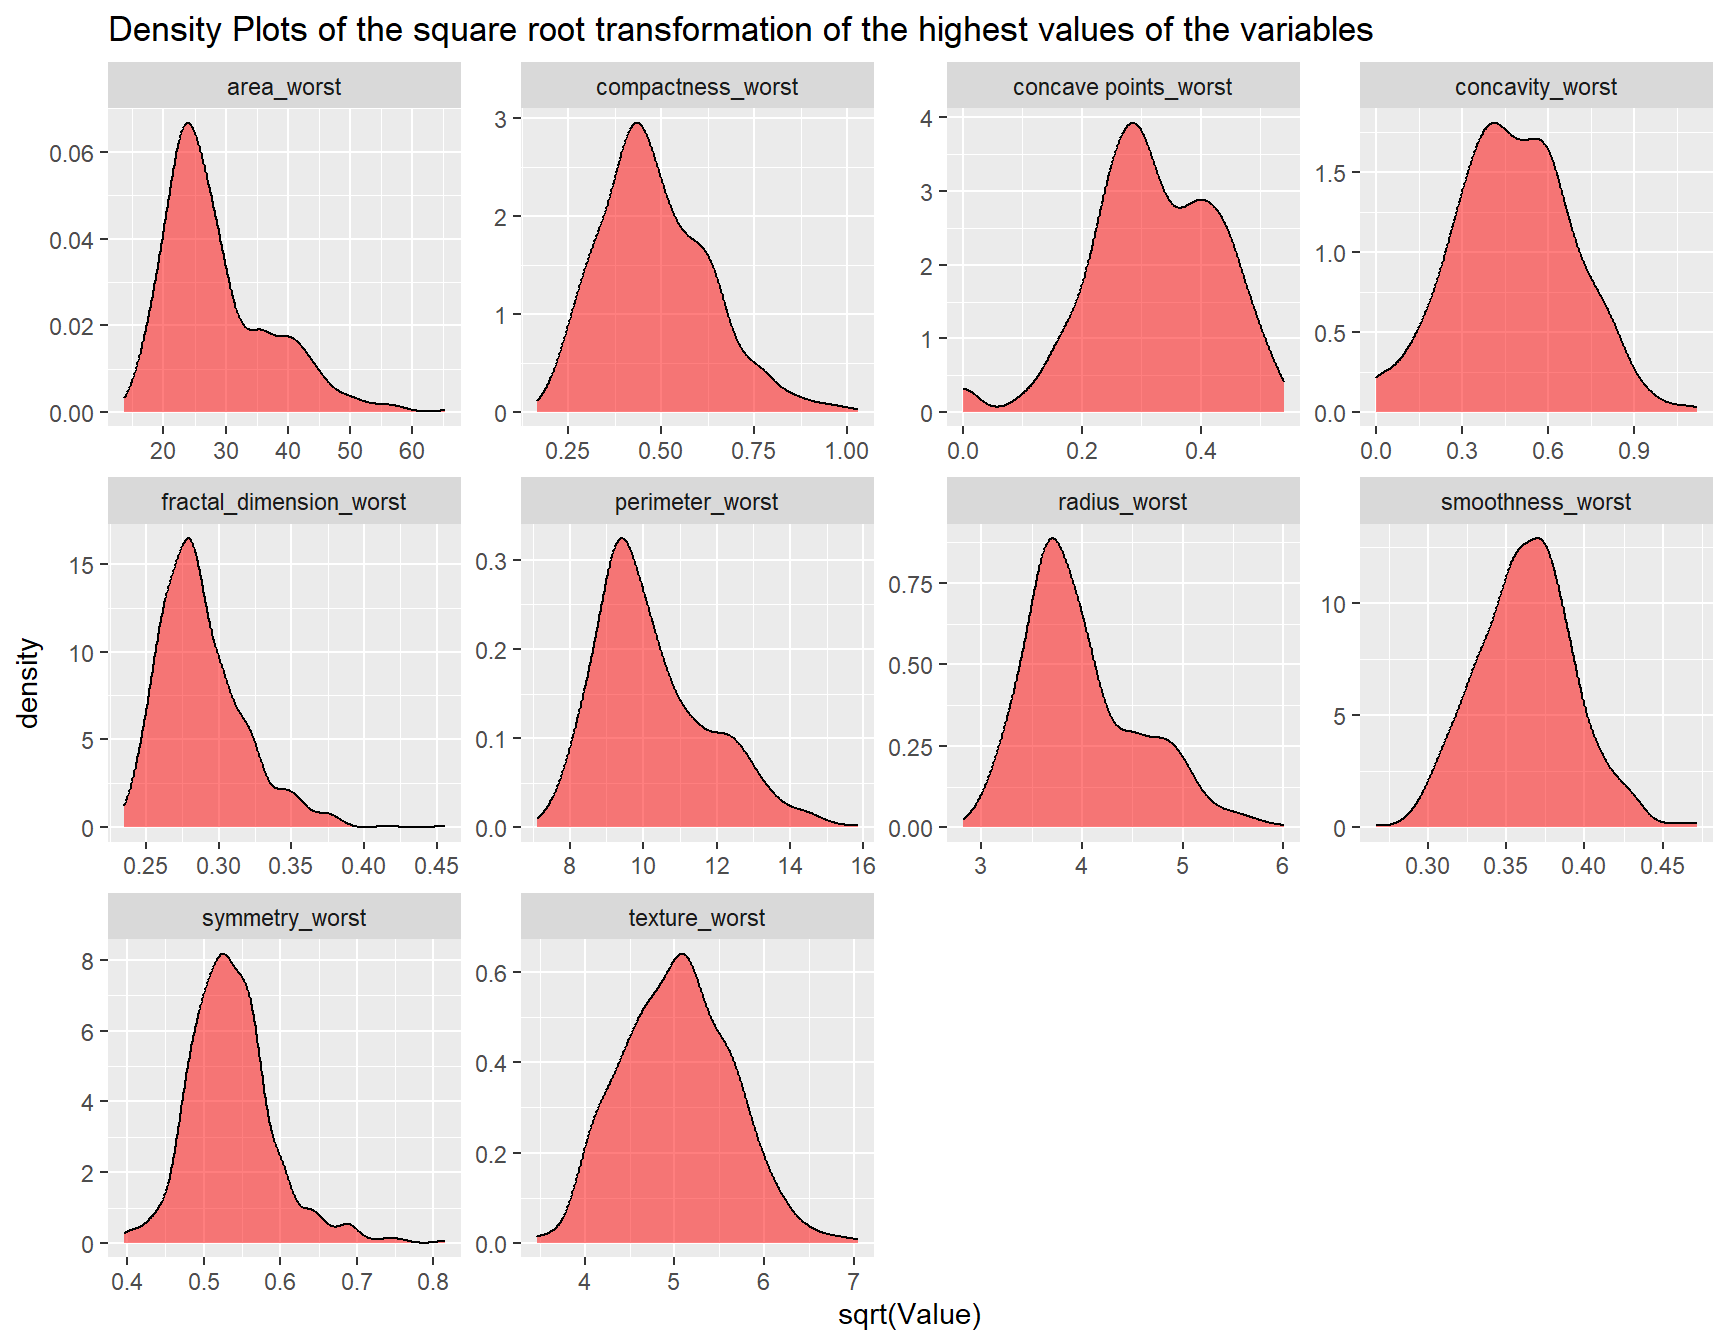 Density Plots of the square root transformation of the highest values of the variables
area_worst
0.06
0.04
0.02
0.00
20 30 40 50 60
compactness_worst
3
2
1
0
0.25 0.50 0.75 1.00
concave points_worst
4
3
2
1
0
0.0 0.2 0.4
concavity_worst
1.5
1.0
0.5
0.0
0.0 0.3 0.6 0.9
fractal_dimension_worst
15
10
5
0
0.25 0.30 0.35 0.40 0.45
perimeter_worst
0.3
0.2
0.1
0.0
8 10 12 14 16
radius_worst
0.75
0.50
0.25
0.00
3 4 5 6
smoothness_worst
10
5
0
0.30 0.35 0.40 0.45
symmetry_worst
8
6
4
2
0
0.4 0.5 0.6 0.7 0.8
texture_worst
0.6
0.4
0.2
0.0
4 5 6 7
density
sqrt(Value)